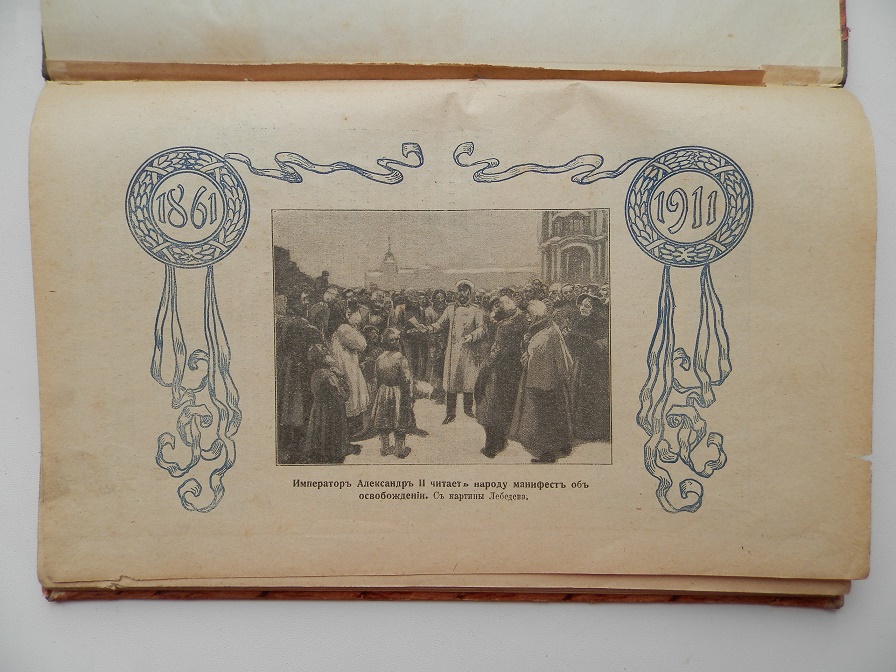 1861
1911
Императоръ Александръ II читаетъ народу манифестъ объ
освобожденіи. Съ картины Лебедева.